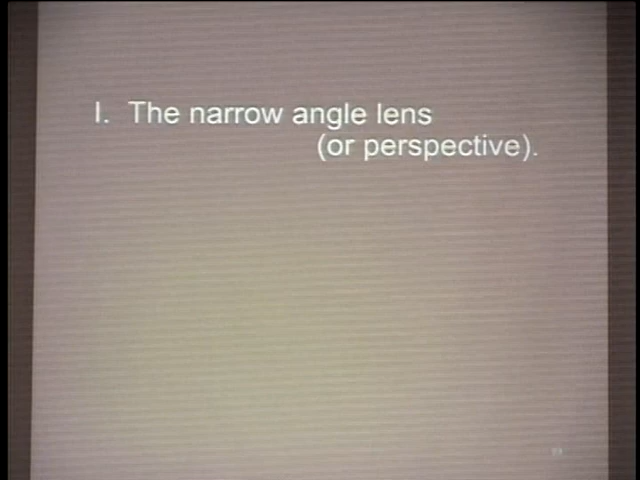 I. The narrow angle lens
(or perspective).